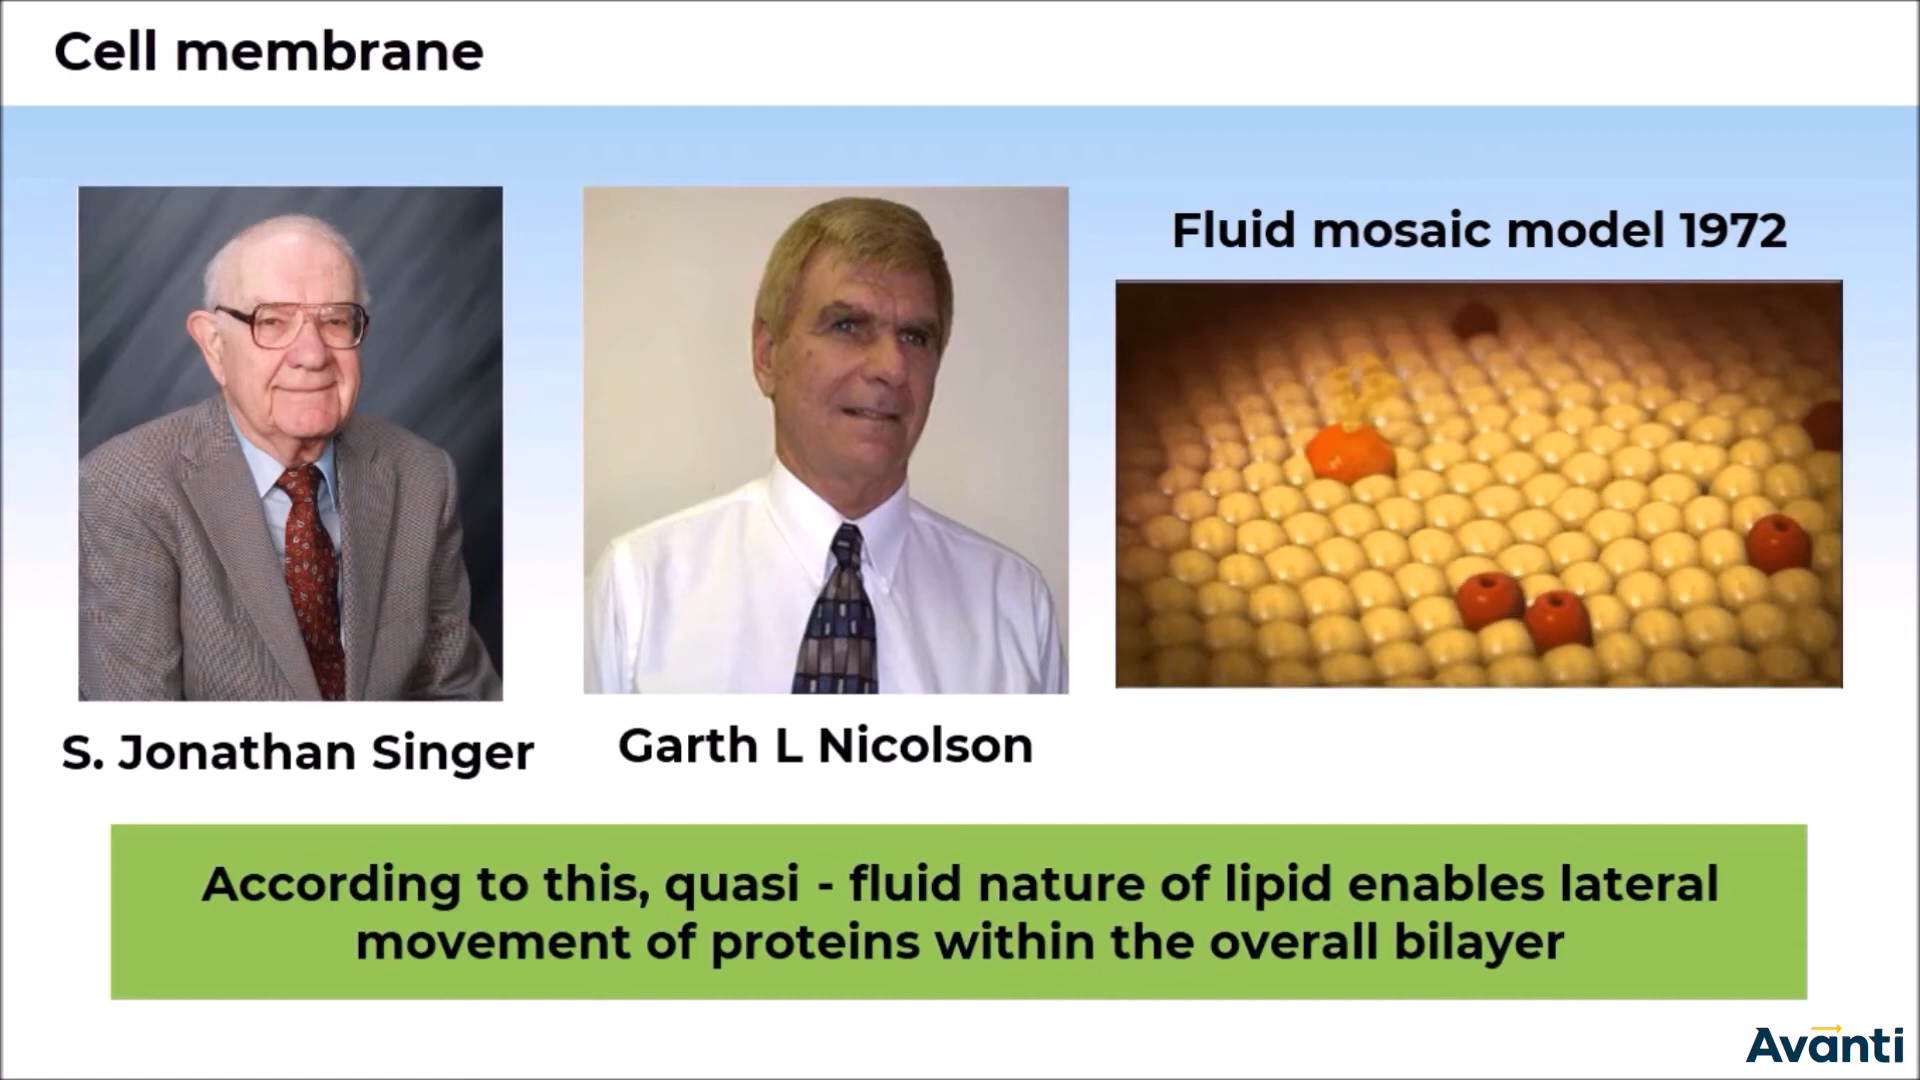 Cell membrane
Fluid mosaic model 1972
S. Jonathan Singer
Garth L Nicolson
According to this, quasi - fluid nature of lipid enables lateral
movement of proteins within the overall bilayer
Avanti